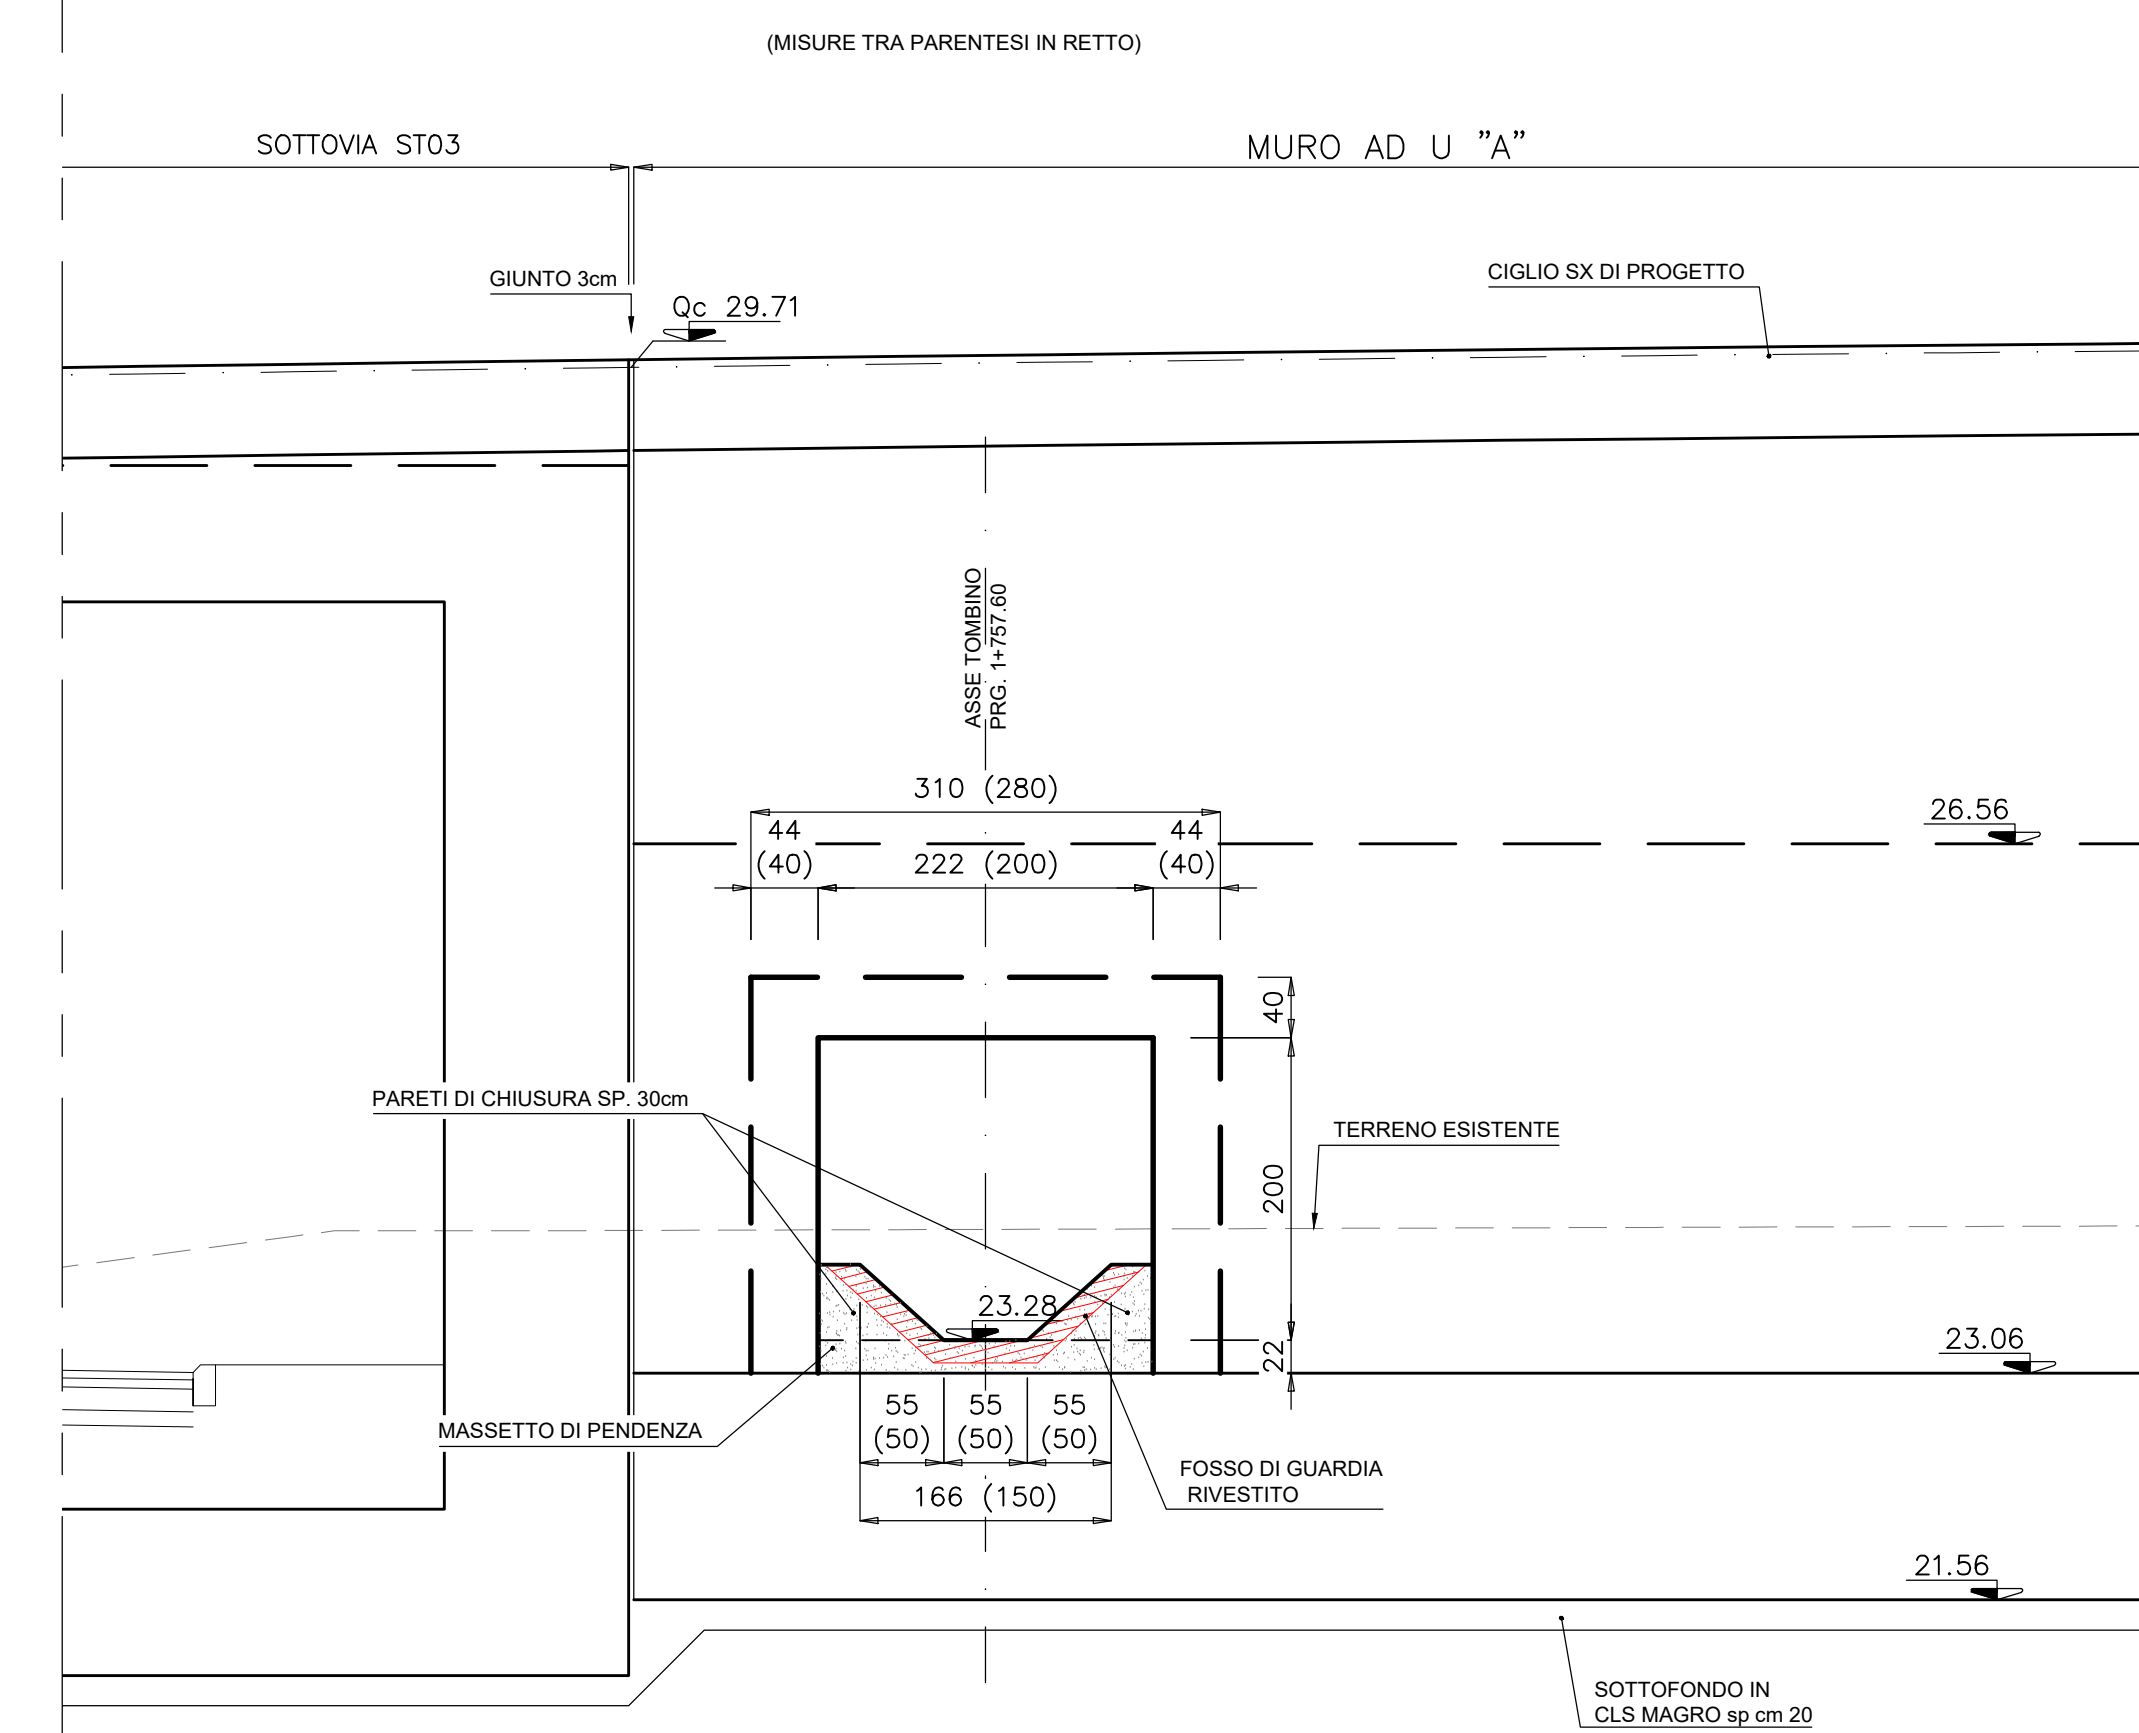 (MISURE TRA PARENTESI IN RETTO)
SOTTOVIA ST03
MURO AD U "A"
GIUNTO 3cm
Qc 29.71
CIGLIO SX DI PROGETTO
ASSE TOMBINO
PRG. 1+757.60
310 (280)
44
(40)
222 (200)
44
(40)
26.56
40
PARETI DI CHIUSURA SP. 30cm
TERRENO ESISTENTE
200
23.28
22
23.06
MASSETTO DI PENDENZA
55
(50)
55
(50)
55
(50)
166 (150)
FOSSO DI GUARDIA
RIVESTITO
21.56
SOTTOFONDO IN
CLS MAGRO sp cm 20